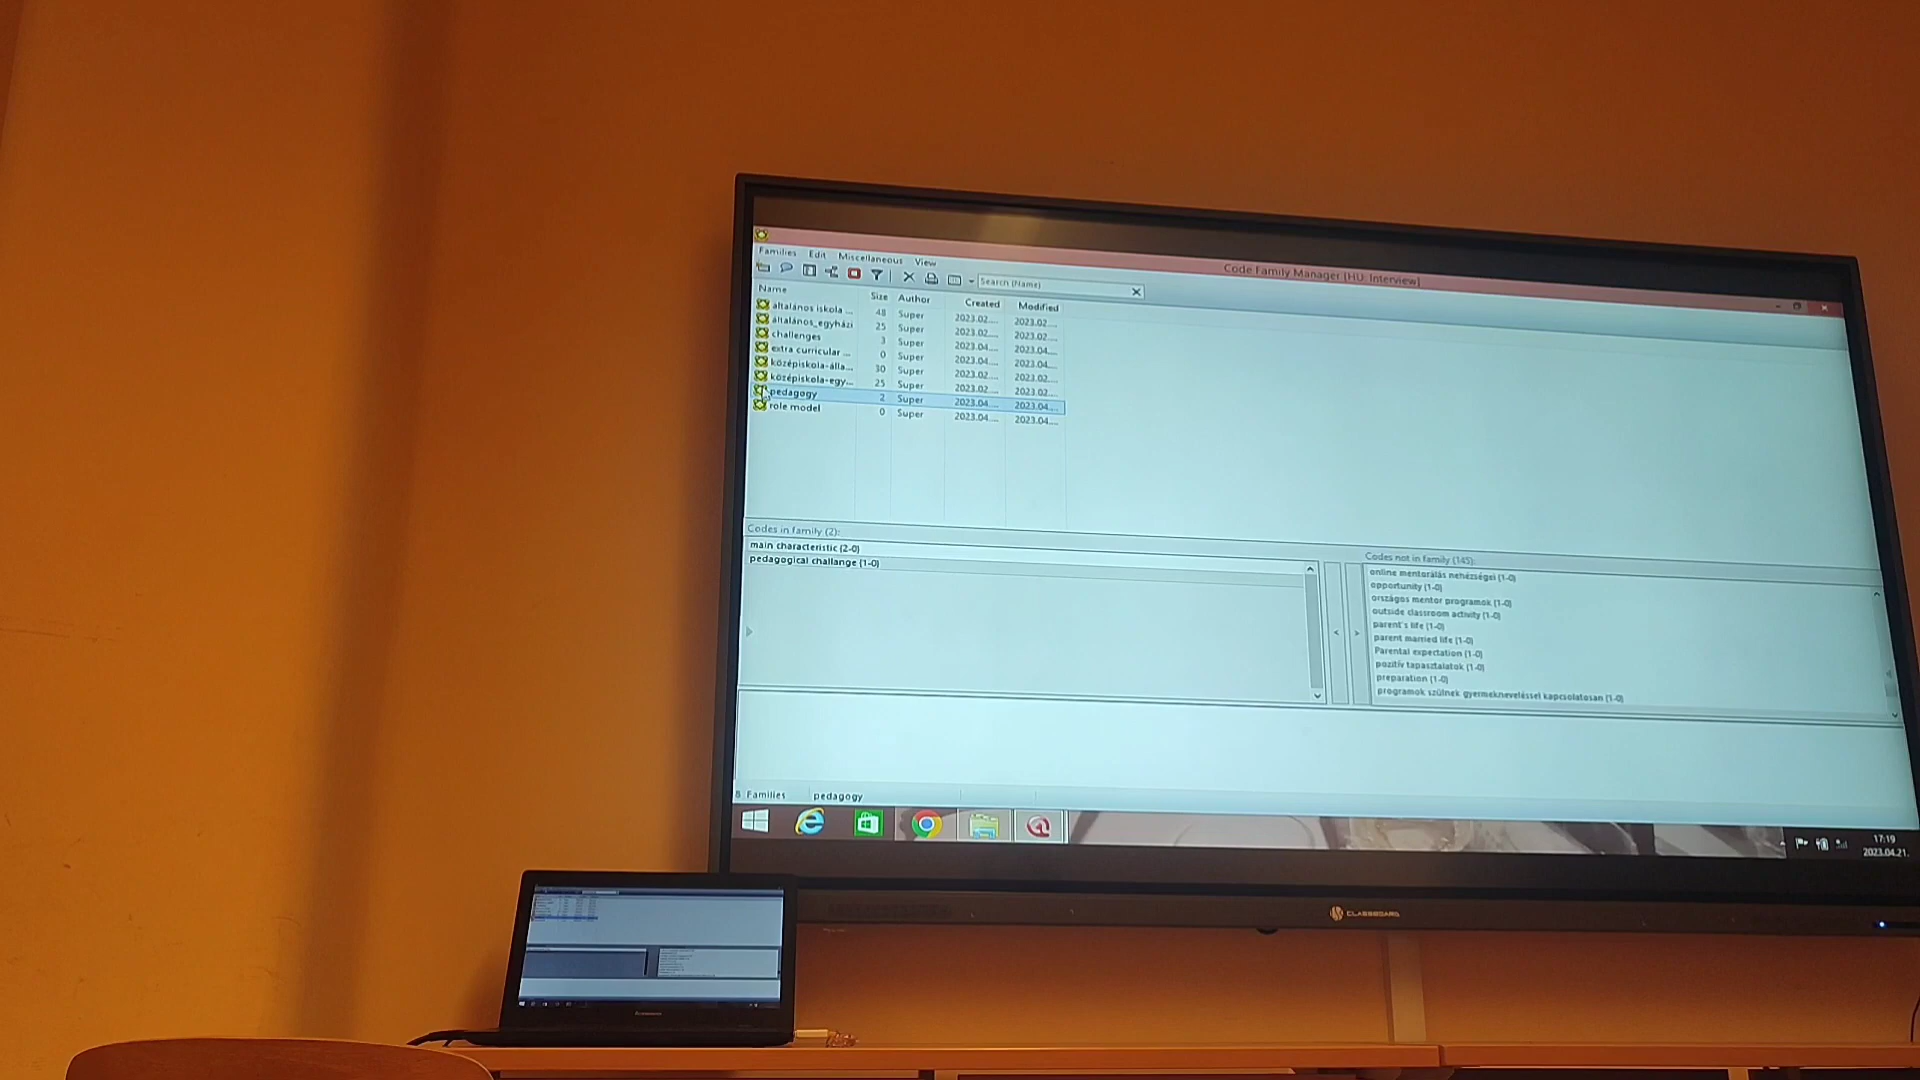 Code Family Manager [HU: Interview]
Families Edit Miscellaneous View
Search (Name)
Name Size Author Created Modified
általános iskola ... 48 Super 2023.02.... 2023.02....
általános_egyházi 25 Super 2023.02.... 2023.02....
challenges 3 Super 2023.04.... 2023.04....
extra curricular ... 0 Super 2023.04.... 2023.04....
középiskola-álla... 30 Super 2023.02.... 2023.02....
középiskola-egy... 25 Super 2023.02.... 2023.02....
pedagogy 2 Super 2023.04.... 2023.04....
role model 0 Super 2023.04.... 2023.04....
Codes in family (2):
main characteristic {2-0}
pedagogical challange {1-0}
Codes not in family (145):
online mentorálás nehézségei {1-0}
opportunity {1-0}
országos mentor programok {1-0}
outside classroom activity {1-0}
parent's life {1-0}
parent married life {1-0}
Parental expectation {1-0}
pozitív tapasztalatok {1-0}
preparation {1-0}
programok szülnek gyermekneveléssel kapcsolatosan {1-0}
8 Families pedagogy
17:19
2023.04.21.
CLASSBOARD